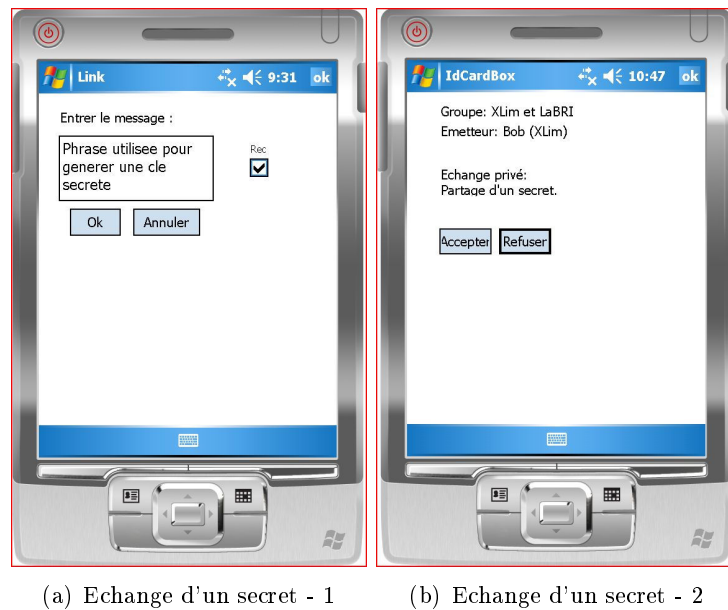 Link 9:31 ok
Entrer le message :
Phrase utilisee pour
generer une cle
secrete
Rec
Ok Annuler
IdCardBox 10:47 ok
Groupe: XLim et LaBRI
Emetteur: Bob (XLim)
Echange privé:
Partage d'un secret.
Accepter Refuser
(a) Echange d'un secret - 1
(b) Echange d'un secret - 2